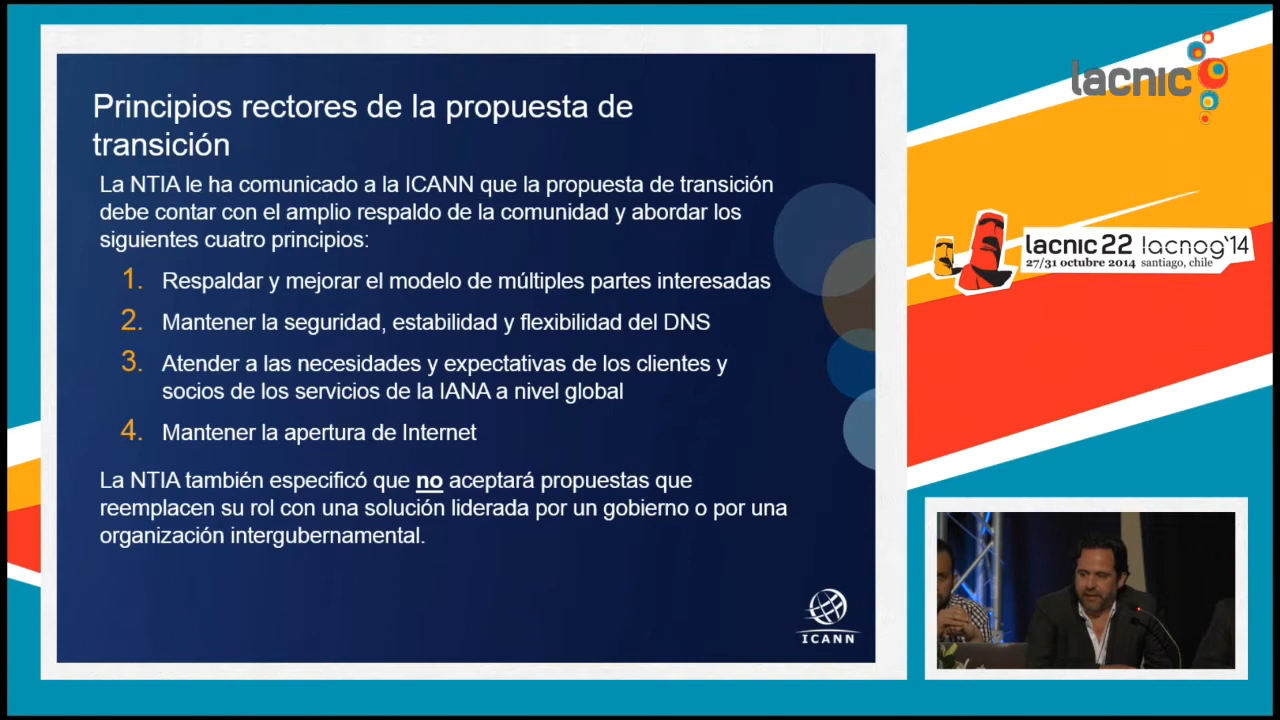 Principios rectores de la propuesta de
transición
La NTIA le ha comunicado a la ICANN que la propuesta de transición
debe contar con el amplio respaldo de la comunidad y abordar los
siguientes cuatro principios:
1. Respaldar y mejorar el modelo de múltiples partes interesadas
2. Mantener la seguridad, estabilidad y flexibilidad del DNS
3. Atender a las necesidades y expectativas de los clientes y
socios de los servicios de la IANA a nivel global
4. Mantener la apertura de Internet
La NTIA también especificó que no aceptará propuestas que
reemplacen su rol con una solución liderada por un gobierno o por una
organización intergubernamental.
ICANN
lacnic
lacnic 22 lacnog'14
27/31 octubre 2014 santiago, chile